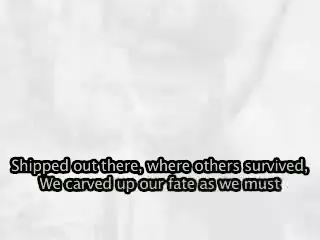 Shipped out there, where others survived,
We carved up our fate as we must